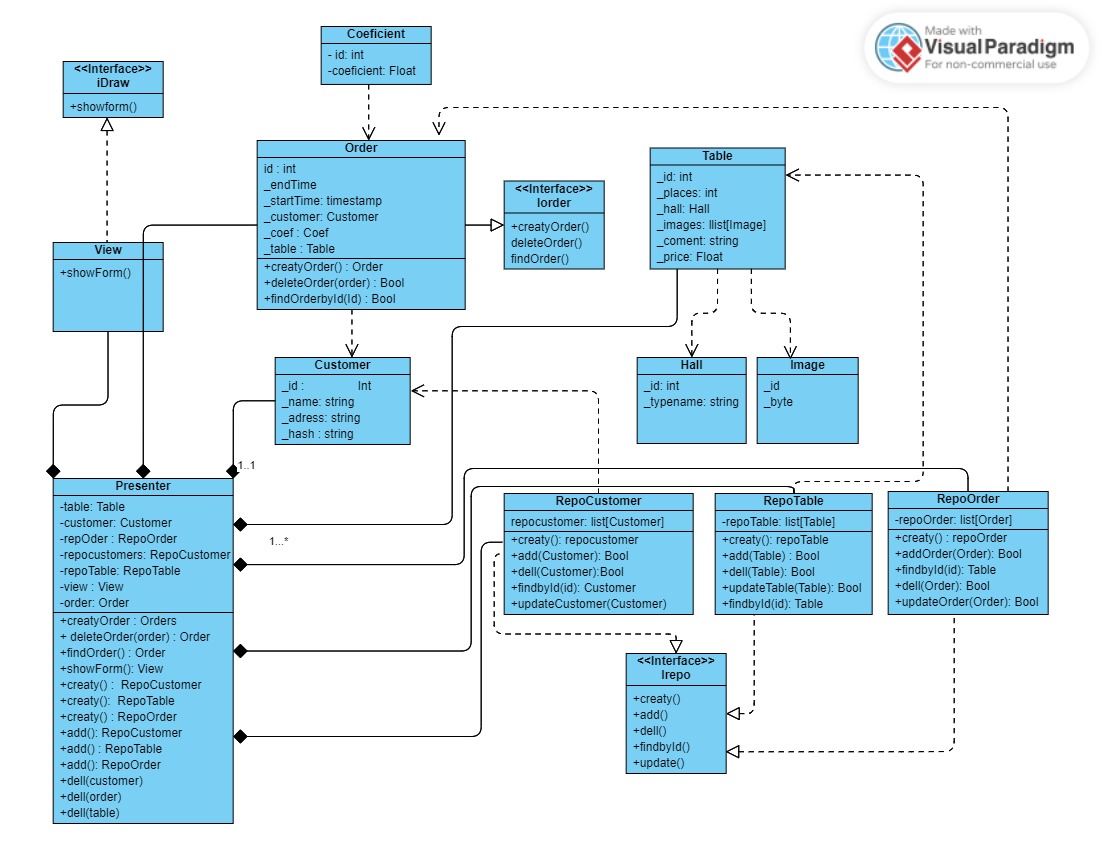 Made with
Visual Paradigm
For non-commercial use
Coeficient
- id: int
-coeficient: Float
<<Interface>>
iDraw
+showform()
Order
id : int
_endTime
_startTime: timestamp
_customer: Customer
_coef : Coef
_table : Table
+creatyOrder() : Order
+deleteOrder(order) : Bool
+findOrderbyId(Id) : Bool
<<Interface>>
Iorder
+creatyOrder()
deleteOrder()
findOrder()
Table
_id: int
_places: int
_hall: Hall
_images: llist[Image]
_coment: string
_price: Float
View
+showForm()
Customer
_id : Int
_name: string
_adress: string
_hash : string
Hall
_id: int
_typename: string
Image
_id
_byte
1..1
1...*
Presenter
-table: Table
-customer: Customer
-repOder : RepoOrder
-repocustomers: RepoCustomer
-repoTable: RepoTable
-view : View
-order: Order
+creatyOrder : Orders
+ deleteOrder(order) : Order
+findOrder() : Order
+showForm(): View
+creaty() : RepoCustomer
+creaty(): RepoTable
+creaty() : RepoOrder
+add(): RepoCustomer
+add() : RepoTable
+add(): RepoOrder
+dell(customer)
+dell(order)
+dell(table)
RepoCustomer
repocustomer: list[Customer]
+creaty(): repocustomer
+add(Customer): Bool
+dell(Customer):Bool
+findbyId(id): Customer
+updateCustomer(Customer)
RepoTable
-repoTable: list[Table]
+creaty(): repoTable
+add(Table) : Bool
+dell(Table): Bool
+updateTable(Table): Bool
+findbyId(id): Table
RepoOrder
-repoOrder: list[Order]
+creaty() : repoOrder
+addOrder(Order): Bool
+findbyId(id): Table
+dell(Order): Bool
+updateOrder(Order): Bool
<<Interface>>
Irepo
+creaty()
+add()
+dell()
+findbyId()
+update()